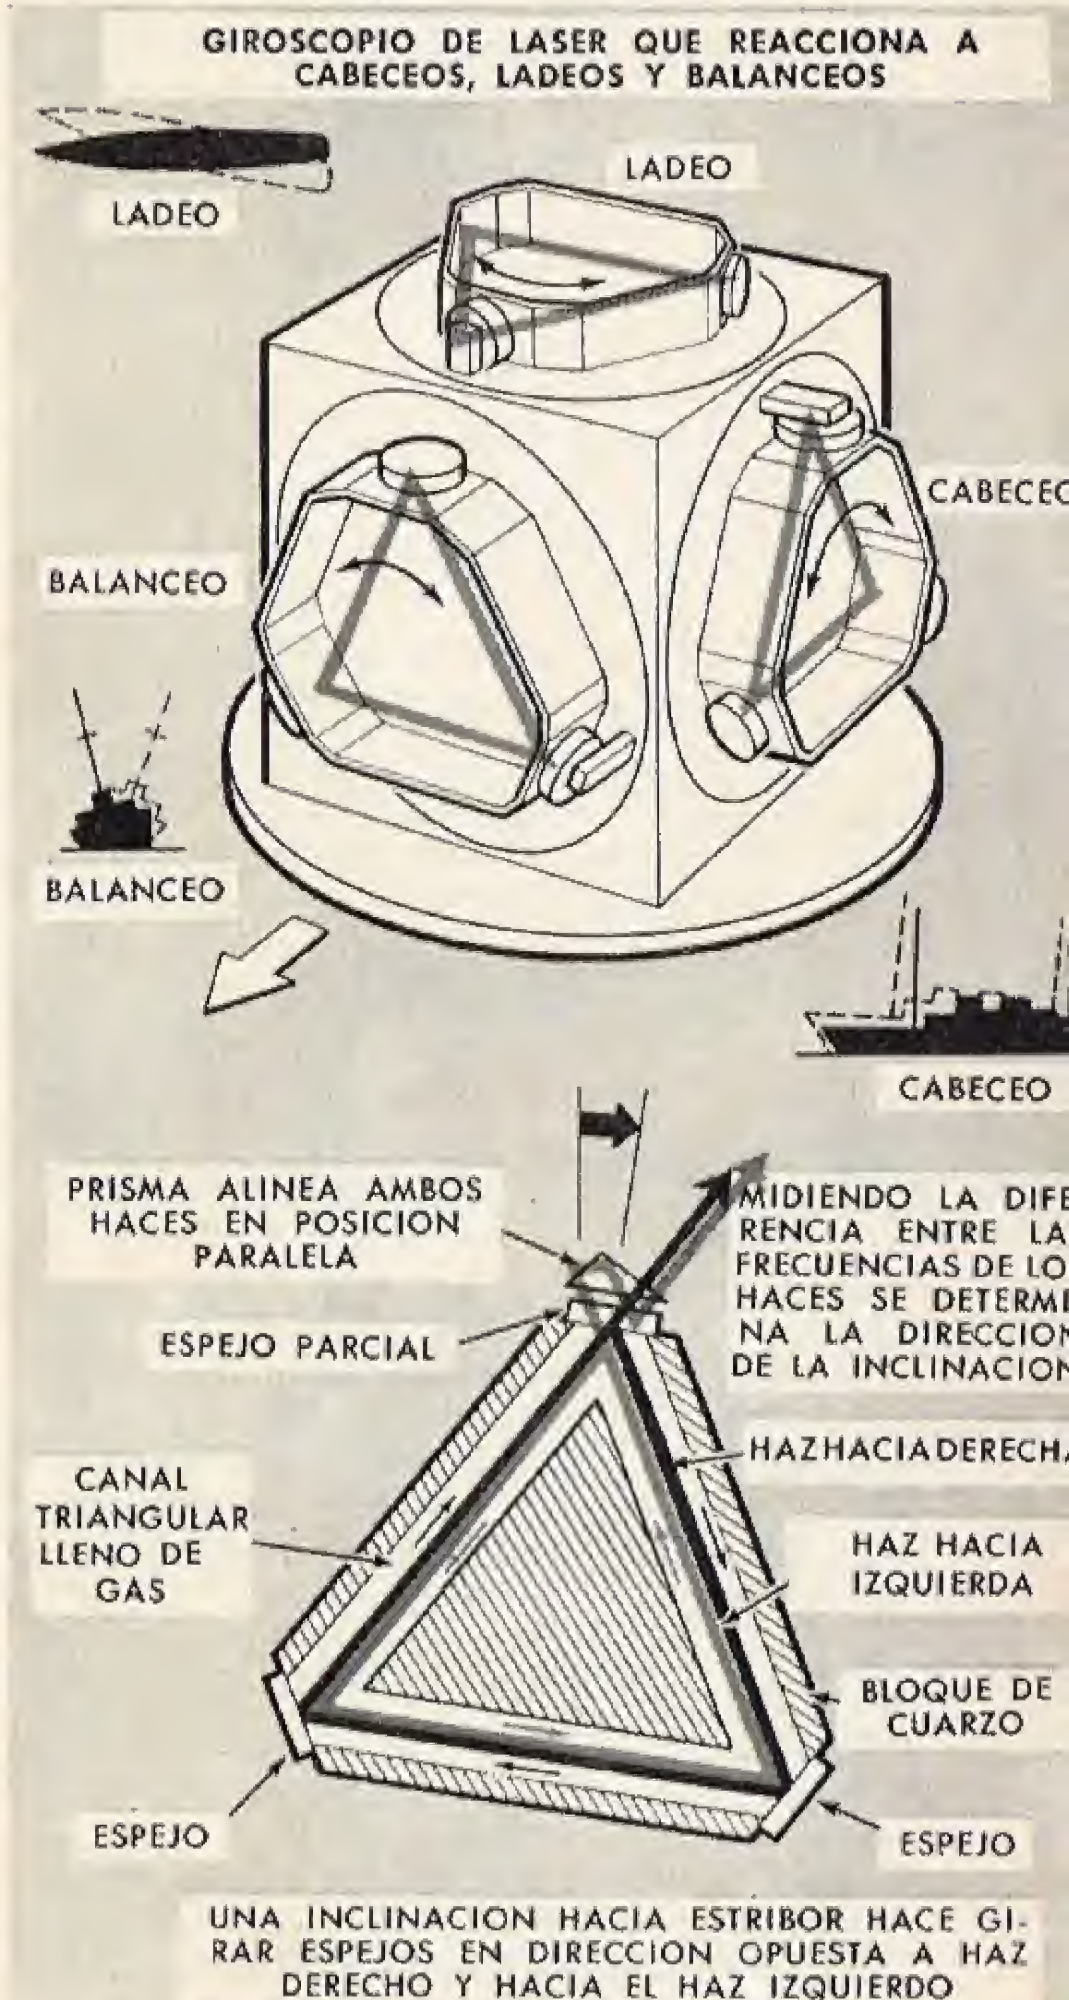 GIROSCOPIO DE LASER QUE REACCIONA A
CABECEOS, LADEOS Y BALANCEOS
LADEO
LADEO
CABECEO
BALANCEO
BALANCEO
CABECEO
PRISMA ALINEA AMBOS
HACES EN POSICION
PARALELA
MIDIENDO LA DIFE
RENCIA ENTRE LA
FRECUENCIAS DE LO
HACES SE DETERMI
NA LA DIRECCION
DE LA INCLINACION
ESPEJO PARCIAL
HAZ HACIA DERECHA
CANAL
TRIANGULAR
LLENO DE
GAS
HAZ HACIA
IZQUIERDA
BLOQUE DE
CUARZO
ESPEJO
ESPEJO
UNA INCLINACION HACIA ESTRIBOR HACE GI-
RAR ESPEJOS EN DIRECCION OPUESTA A HAZ
DERECHO Y HACIA EL HAZ IZQUIERDO